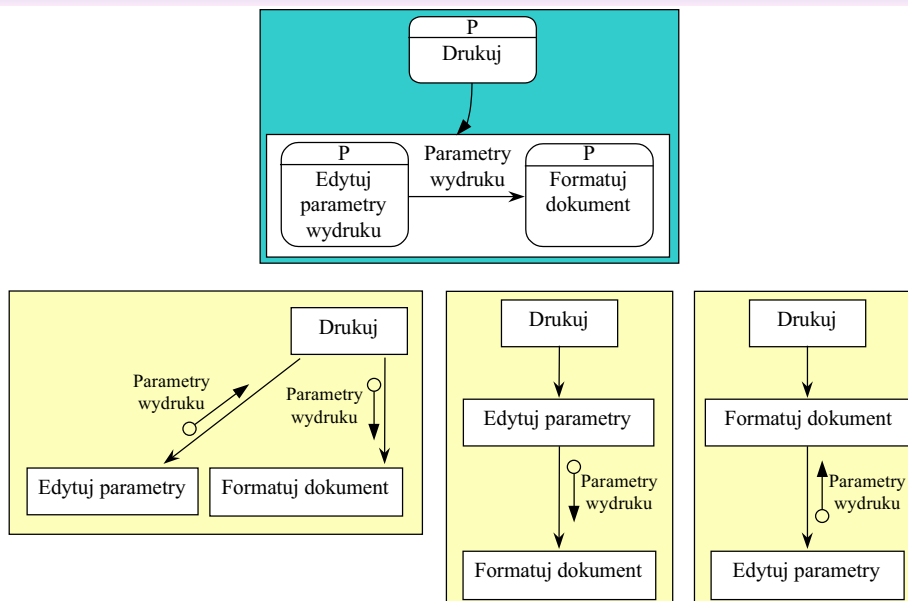 P
Drukuj
P
Edytuj
parametry
wydruku
Parametry
wydruku
P
Formatuj
dokument
Drukuj
Parametry
wydruku
Parametry
wydruku
Edytuj parametry
Formatuj dokument
Drukuj
Edytuj parametry
Parametry
wydruku
Formatuj dokument
Drukuj
Formatuj dokument
Parametry
wydruku
Edytuj parametry